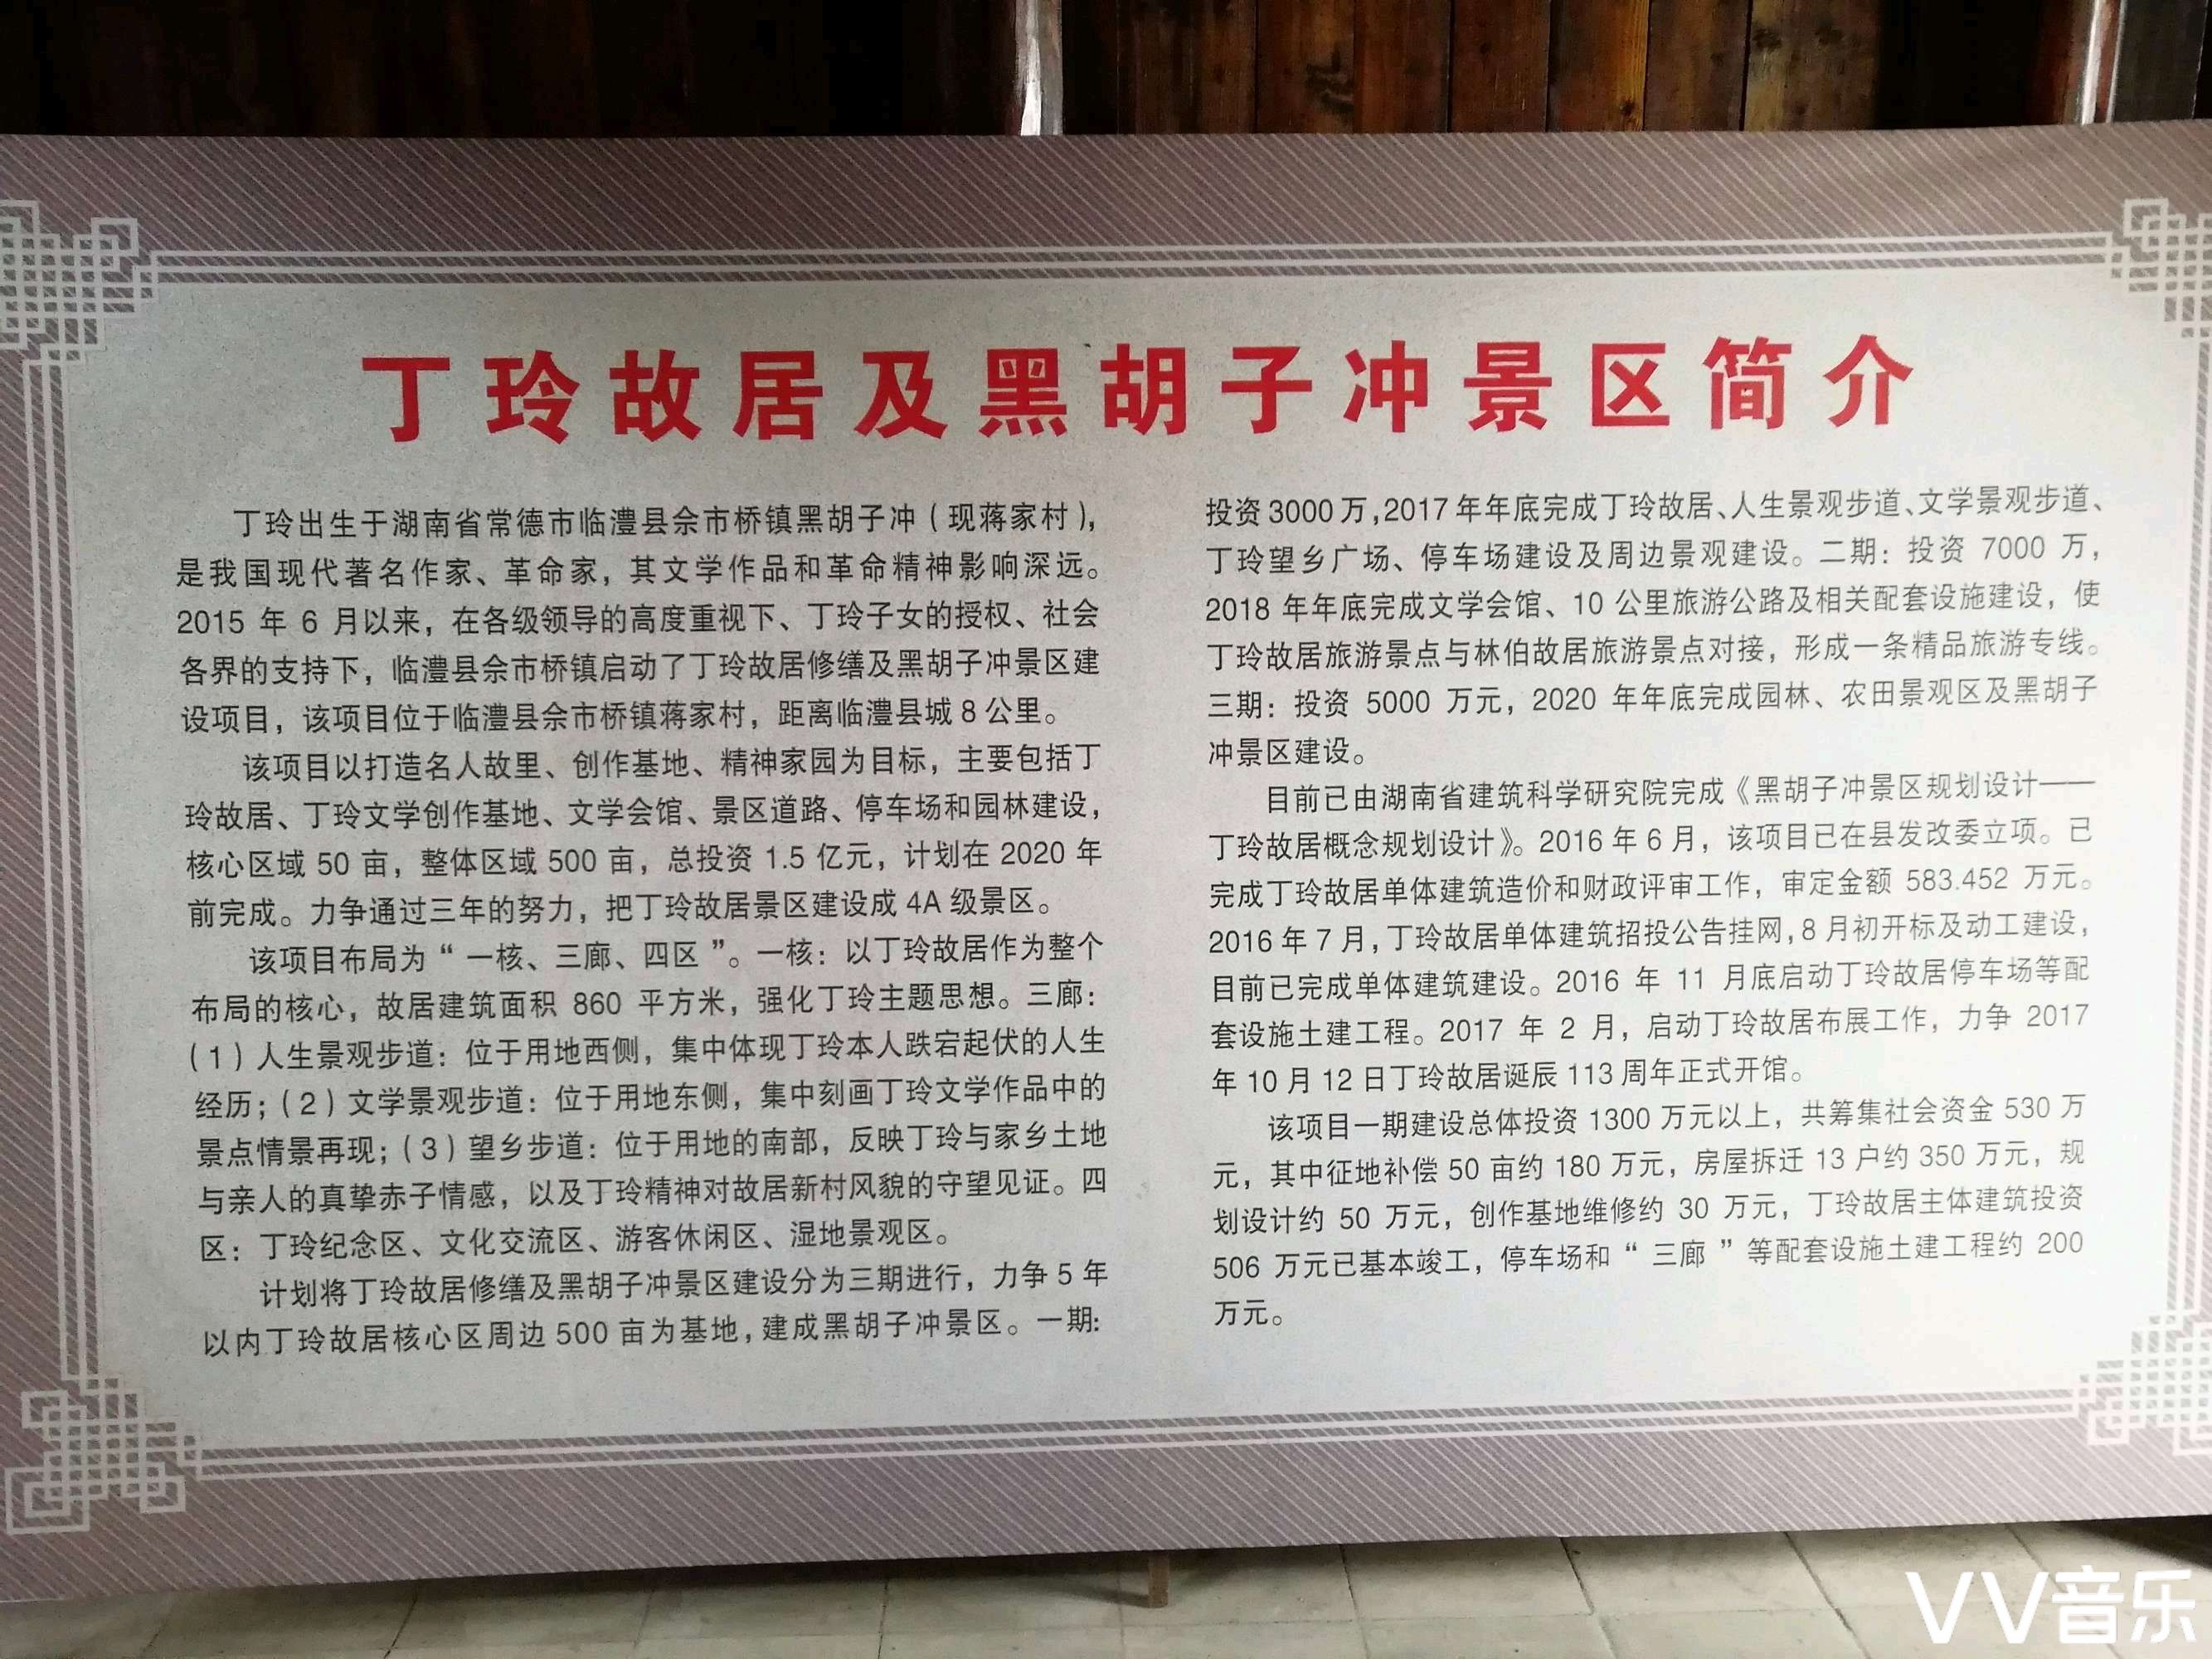 丁玲故居及黑胡子冲景区简介
丁玲出生于湖南省常德市临澧县佘市桥镇黑胡子冲（现蒋家村），
是我国现代著名作家、革命家，其文学作品和革命精神影响深远。
2015 年 6 月以来，在各级领导的高度重视下、丁玲子女的授权、社会
各界的支持下，临澧县佘市桥镇启动了丁玲故居修缮及黑胡子冲景区建
设项目，该项目位于临澧县佘市桥镇蒋家村，距离临澧县城 8 公里。
该项目以打造名人故里、创作基地、精神家园为目标，主要包括丁
玲故居、丁玲文学创作基地、文学会馆、景区道路、停车场和园林建设，
核心区域 50 亩，整体区域 500 亩，总投资 1.5 亿元，计划在 2020 年
前完成。力争通过三年的努力，把丁玲故居景区建设成 4A 级景区。
该项目布局为“一核、三廊、四区”。一核：以丁玲故居作为整个
布局的核心，故居建筑面积 860 平方米，强化丁玲主题思想。三廊：
（1）人生景观步道：位于用地西侧，集中体现丁玲本人跌宕起伏的人生
经历；（2）文学景观步道：位于用地东侧，集中刻画丁玲文学作品中的
景点情景再现；（3）望乡步道：位于用地的南部，反映丁玲与家乡土地
与亲人的真挚赤子情感，以及丁玲精神对故居新村风貌的守望见证。四
区：丁玲纪念区、文化交流区、游客休闲区、湿地景观区。
计划将丁玲故居修缮及黑胡子冲景区建设分为三期进行，力争 5 年
以内丁玲故居核心区周边 500 亩为基地，建成黑胡子冲景区。一期：
投资 3000 万，2017 年年底完成丁玲故居、人生景观步道、文学景观步道、
丁玲望乡广场、停车场建设及周边景观建设。二期：投资 7000 万，
2018 年年底完成文学会馆、10 公里旅游公路及相关配套设施建设，使
丁玲故居旅游景点与林伯故居旅游景点对接，形成一条精品旅游专线。
三期：投资 5000 万元，2020 年年底完成园林、农田景观区及黑胡子
冲景区建设。
目前已由湖南省建筑科学研究院完成《黑胡子冲景区规划设计——
丁玲故居概念规划设计》。2016 年 6 月，该项目已在县发改委立项。已
完成丁玲故居单体建筑造价和财政评审工作，审定金额 583.452 万元。
2016 年 7 月，丁玲故居单体建筑招投公告挂网，8 月初开标及动工建设，
目前已完成单体建筑建设。2016 年 11 月底启动丁玲故居停车场等配
套设施土建工程。2017 年 2 月，启动丁玲故居布展工作，力争 2017
年 10 月 12 日丁玲故居诞辰 113 周年正式开馆。
该项目一期建设总体投资 1300 万元以上，共筹集社会资金 530 万
元，其中征地补偿 50 亩约 180 万元，房屋拆迁 13 户约 350 万元，规
划设计约 50 万元，创作基地维修约 30 万元，丁玲故居主体建筑投资
506 万元已基本竣工，停车场和“三廊”等配套设施土建工程约 200
万元。
VV音乐